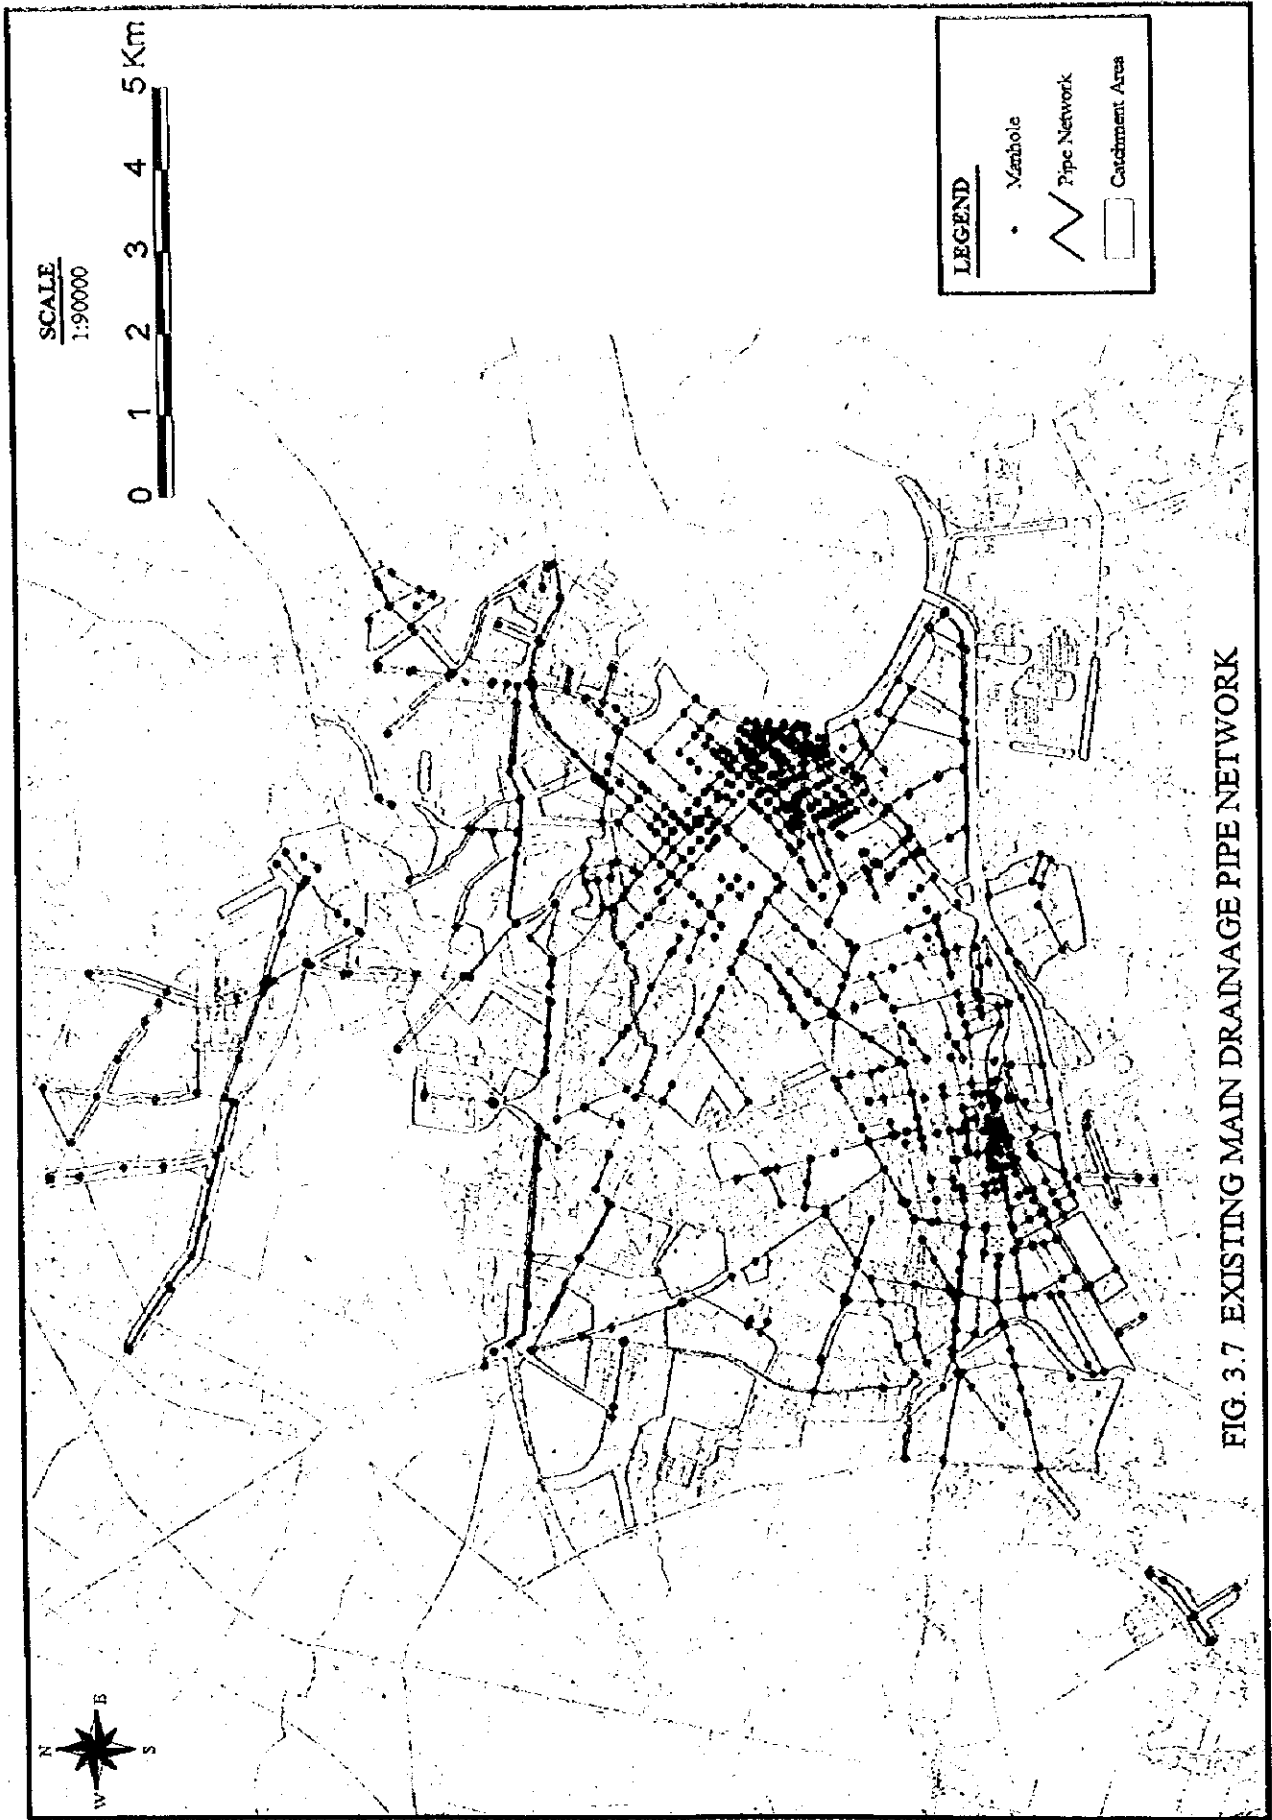 N
W E
S
SCALE
1:90000
0 1 2 3 4 5 Km
LEGEND
Manhole
Pipe Network
Catchment Area
FIG. 3.7 EXISTING MAIN DRAINAGE PIPE NETWORK